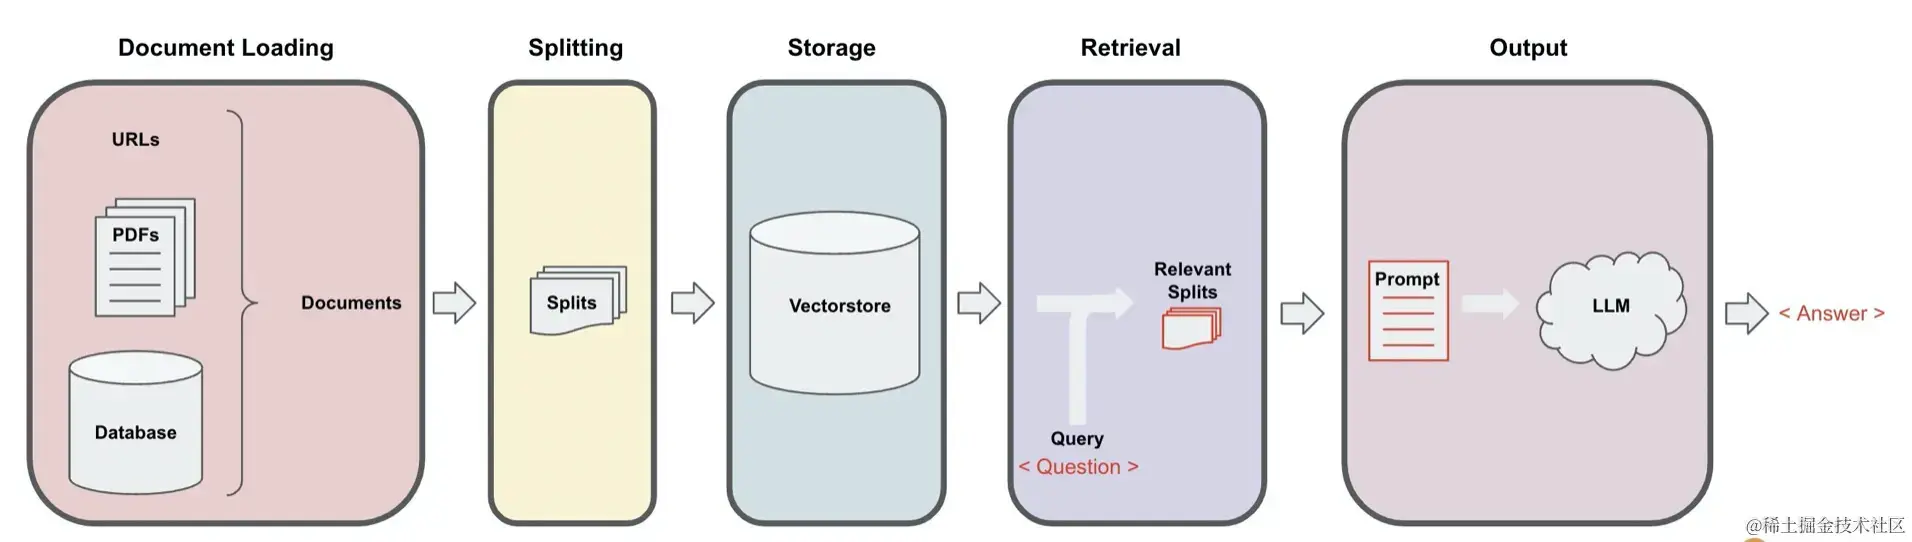 Document Loading
Splitting
Storage
Retrieval
Output
URLs
PDFs
Database
Documents
Splits
Vectorstore
Relevant
Splits
Query
< Question >
Prompt
LLM
< Answer >
@稀土掘金技术社区